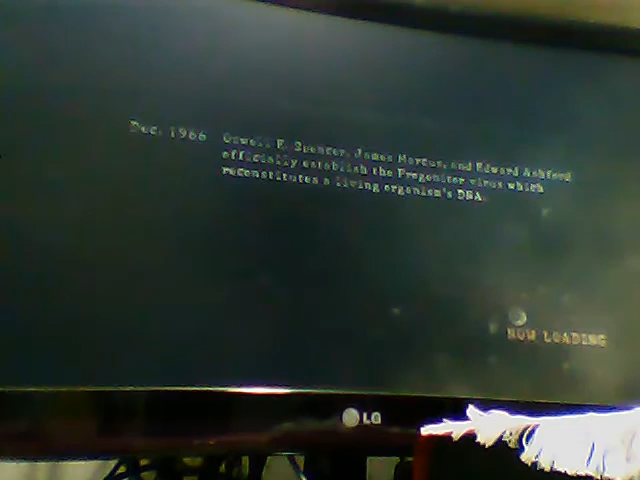 Dec. 1966 Oswell E. Spencer, James Marcus, and Edward Ashford
officially establish the Progenitor virus which
reconstitutes a living organism's DNA.
NOW LOADING
LG